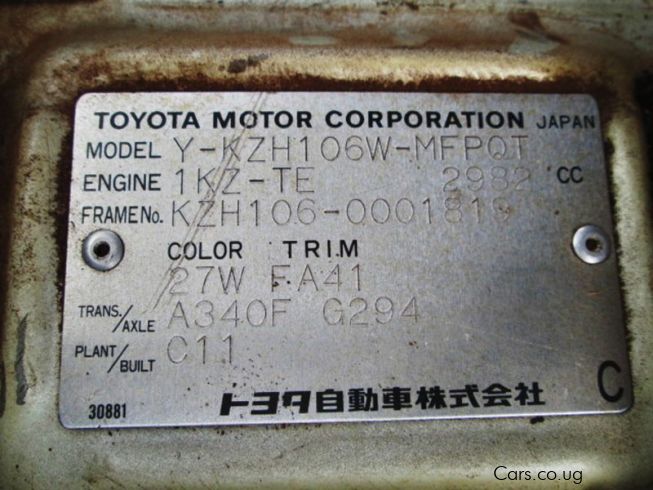 TOYOTA MOTOR CORPORATION JAPAN
MODEL Y-KZH106W-MFPQT
ENGINE 1KZ-TE 2982 CC
FRAME No. KZH106-0001819
COLOR TRIM
27W FA41
TRANS./AXLE A340F G294
PLANT/BUILT C11
C
30881 トヨタ自動車株式会社
Cars.co.ug